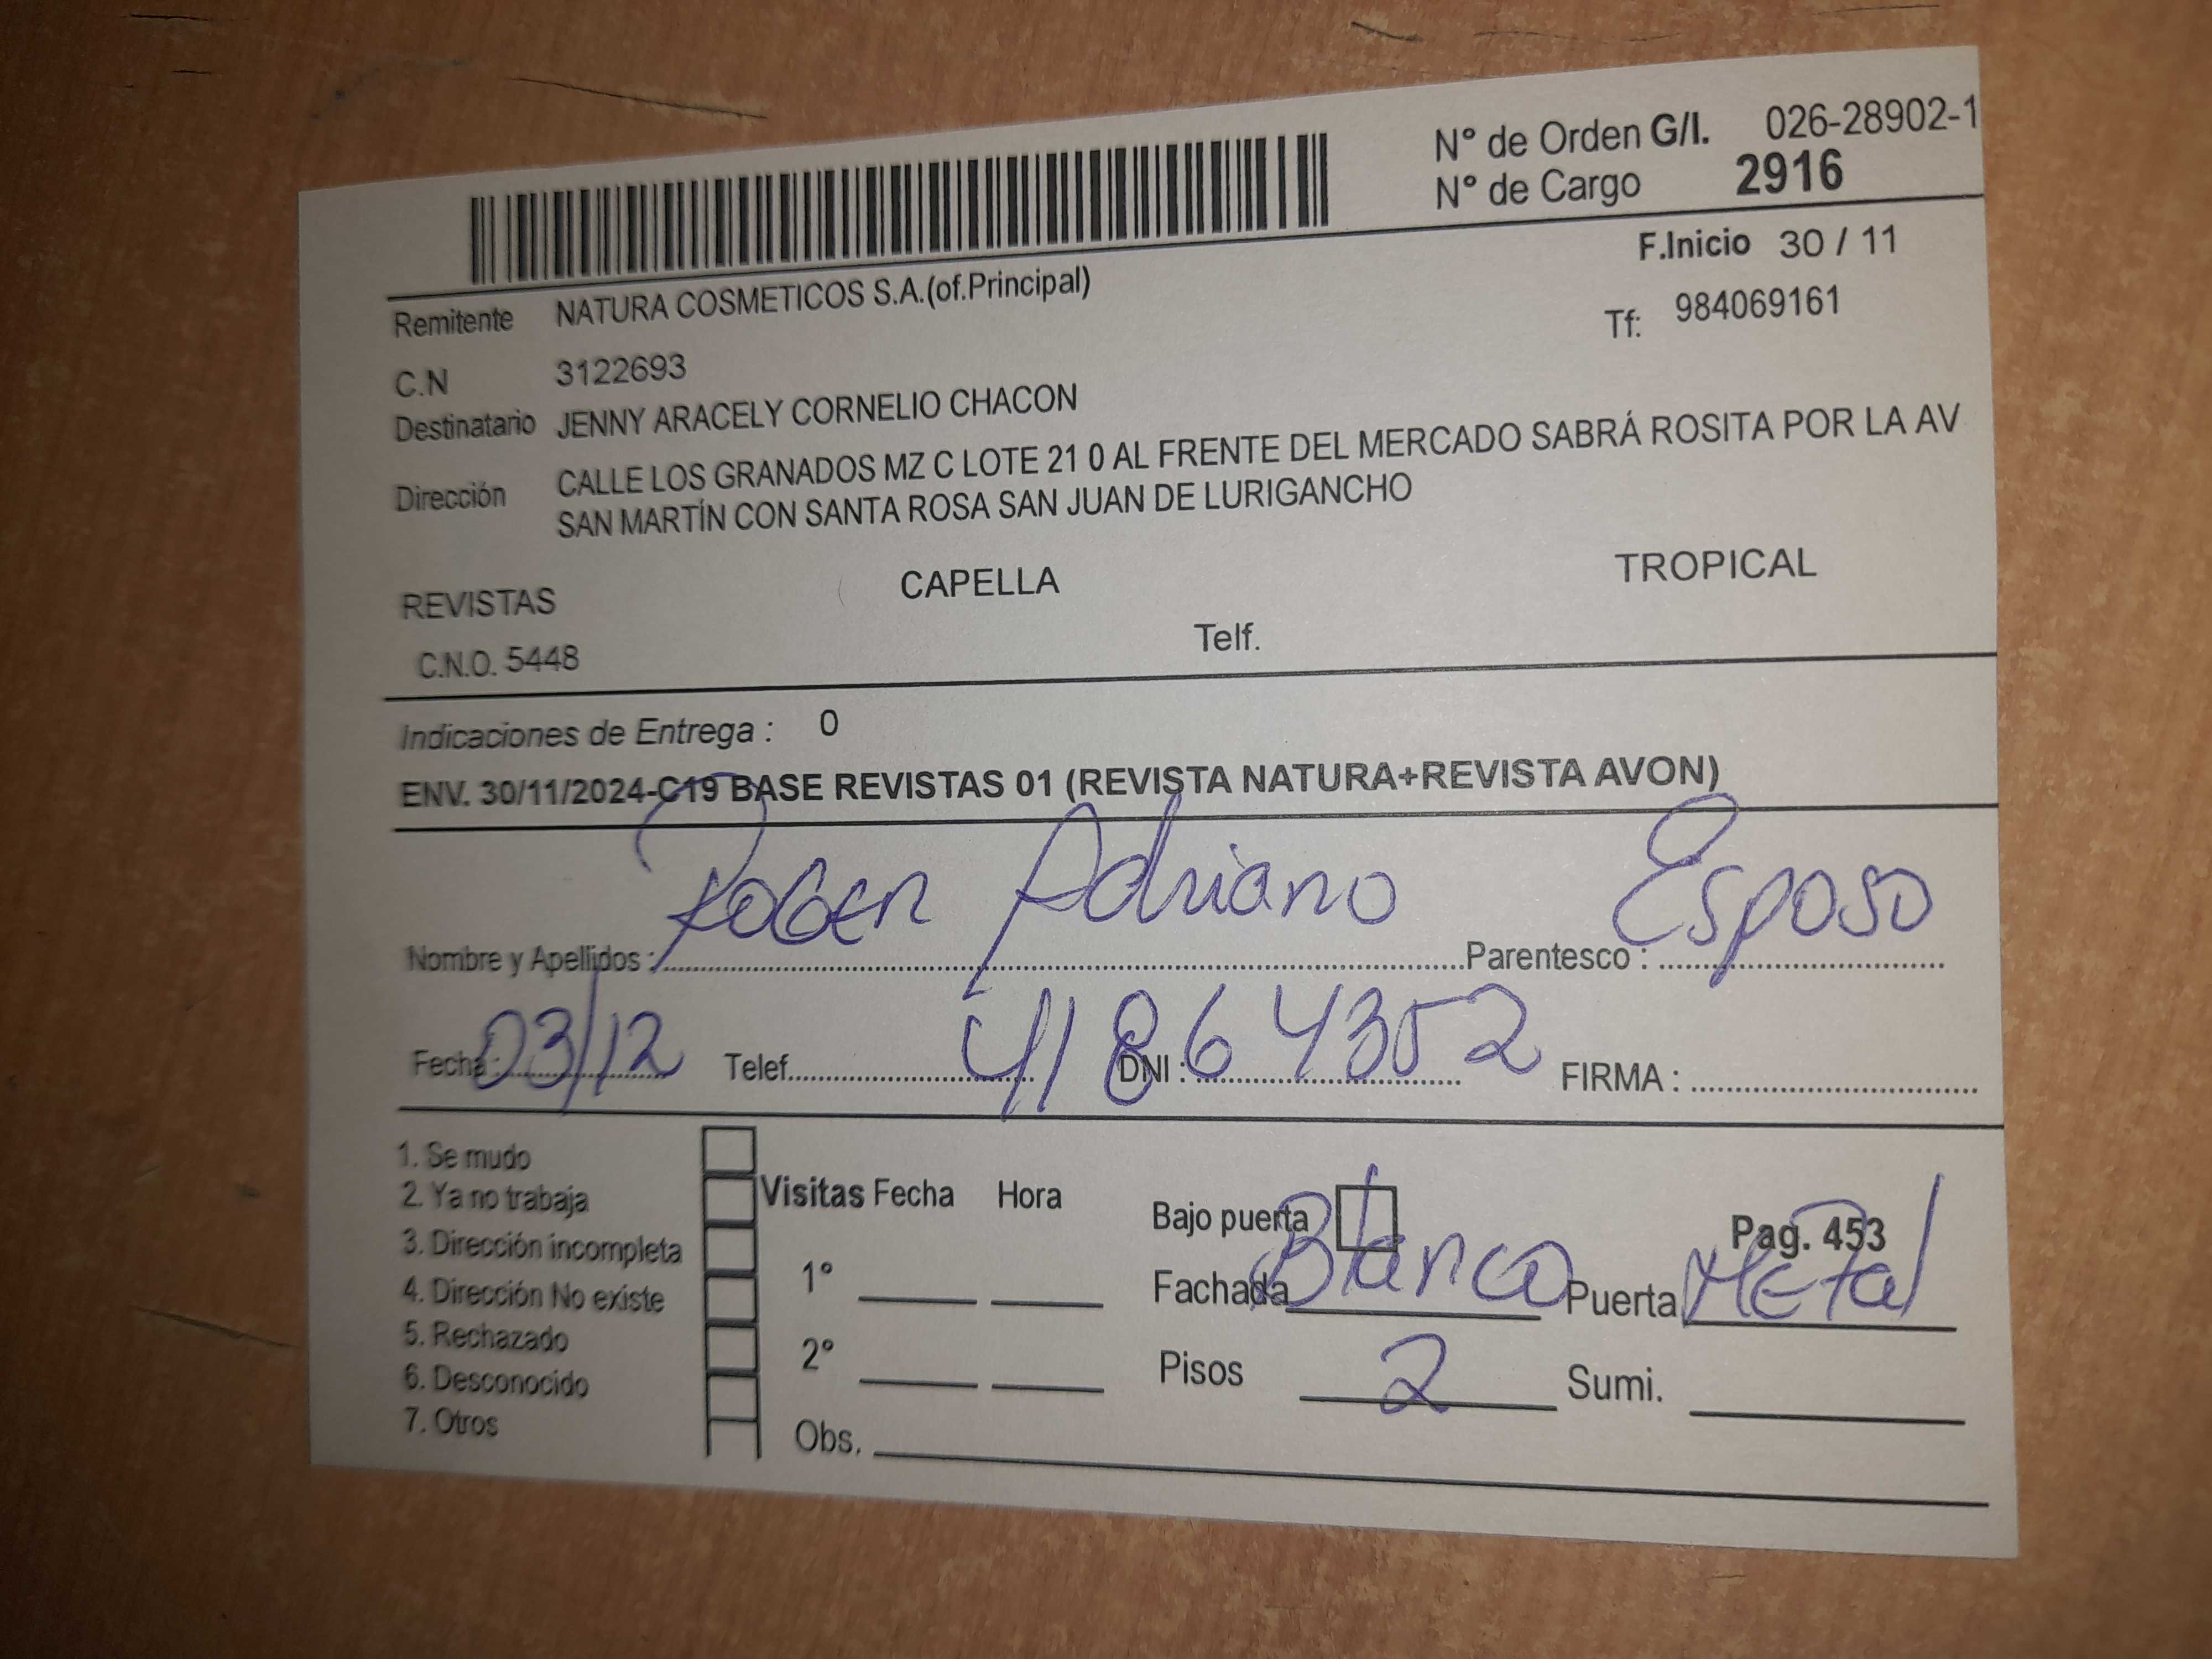 N° de Orden G/I. 026-28902-1
N° de Cargo 2916
F.Inicio 30 / 11
Remitente NATURA COSMETICOS S.A.(of.Principal)
Tf: 984069161
C.N 3122693
Destinatario JENNY ARACELY CORNELIO CHACON
Dirección CALLE LOS GRANADOS MZ C LOTE 21 0 AL FRENTE DEL MERCADO SABRÁ ROSITA POR LA AV
SAN MARTÍN CON SANTA ROSA SAN JUAN DE LURIGANCHO
REVISTAS CAPELLA TROPICAL
C.N.O. 5448 Telf.
Indicaciones de Entrega : 0
ENV. 30/11/2024-C19 BASE REVISTAS 01 (REVISTA NATURA+REVISTA AVON)
Nombre y Apellidos : Adriano Parentesco : Esposo
Fecha : 03/12 Telef. DNI : 41864352 FIRMA :
1. Se mudo
2. Ya no trabaja
3. Dirección incompleta
4. Dirección No existe
5. Rechazado
6. Desconocido
7. Otros
Visitas Fecha Hora
1°
2°
Obs.
Bajo puerta Pag. 453
Fachada Blanco Puerta Metal
Pisos 2 Sumi.